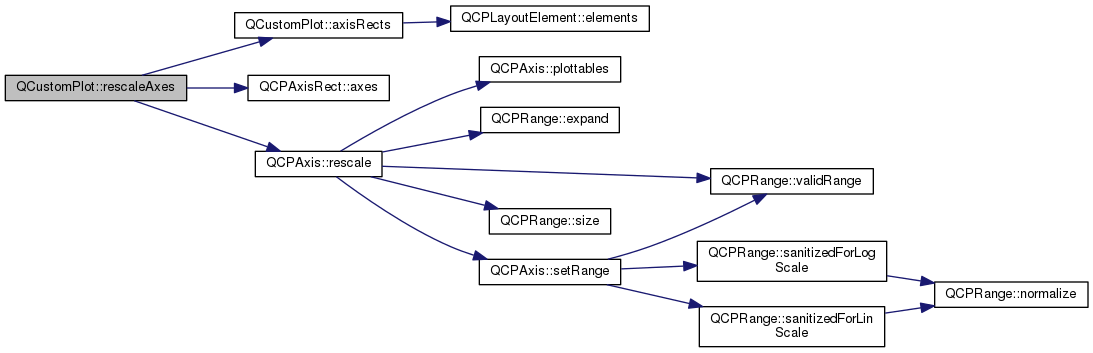 QCustomPlot::rescaleAxes
QCustomPlot::axisRects
QCPLayoutElement::elements
QCPAxisRect::axes
QCPAxis::rescale
QCPAxis::plottables
QCPRange::expand
QCPRange::validRange
QCPRange::size
QCPAxis::setRange
QCPRange::sanitizedForLog
Scale
QCPRange::sanitizedForLin
Scale
QCPRange::normalize